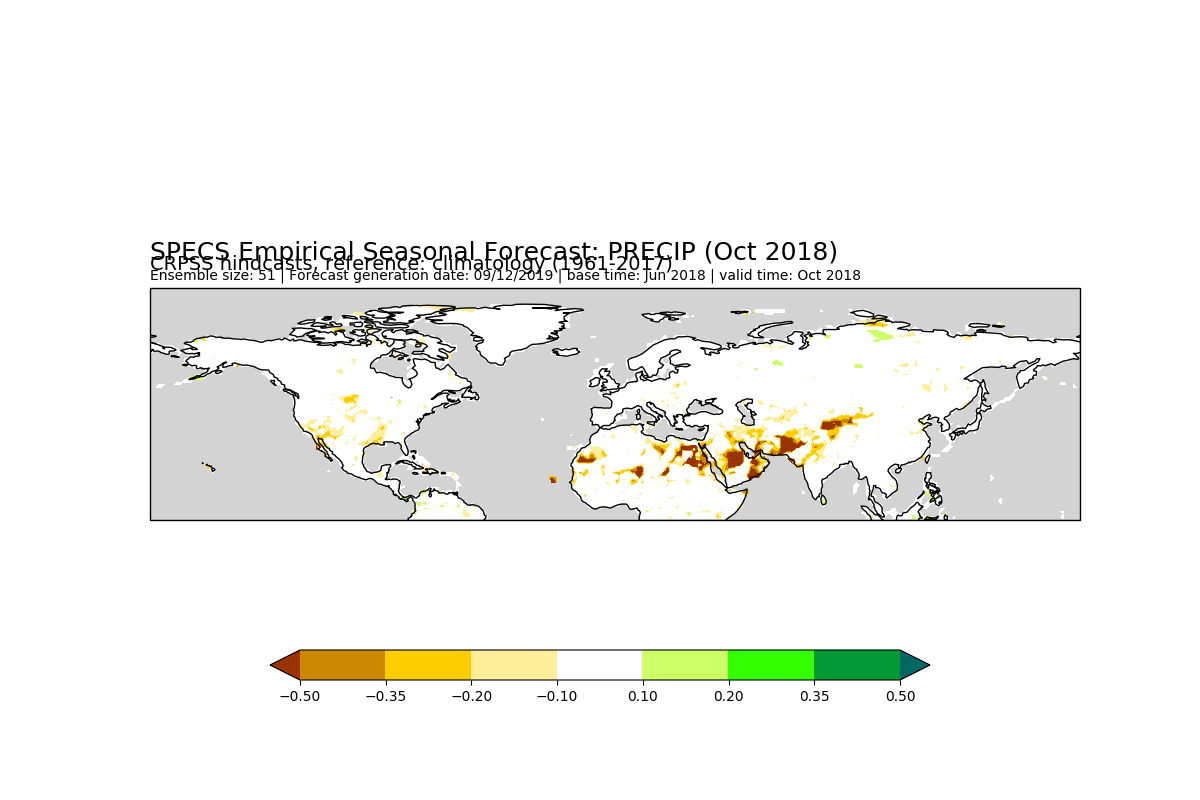 SPECS Empirical Seasonal Forecast: PRECIP (Oct 2018)
CRPSS hindcasts, reference: climatology (1961-2017)
Ensemble size: 51 | Forecast generation date: 09/12/2019 | base time: Jun 2018 | valid time: Oct 2018
−0.50 −0.35 −0.20 −0.10 0.10 0.20 0.35 0.50